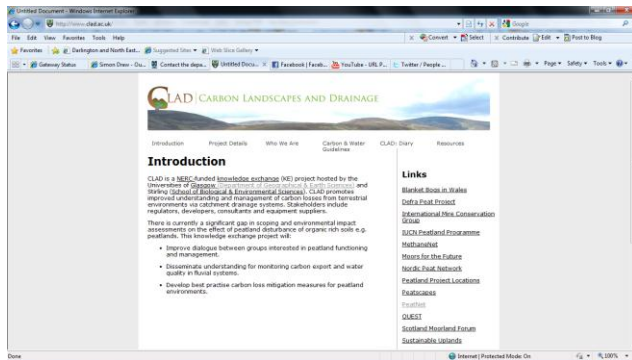 Untitled Document - Windows Internet Explorer
http://www.clad.ac.uk/
Google
File Edit View Favorites Tools Help
x Convert Select
x Contribute Edit Post to Blog
Favorites Darlington and North East... Suggested Sites Web Slice Gallery
Gateway Status Simon Drew - Ou... Contact the depa... Untitled Docu... X Facebook | Faceb... YouTube - URL P... Twitter / People ... Page Safety Tools
CLAD | CARBON LANDSCAPES AND DRAINAGE
Introduction Project Details Who We Are Carbon & Water Guidelines CLAD: Diary Resources
Introduction
CLAD is a NERC-funded knowledge exchange (KE) project hosted by the
Universities of Glasgow (Department of Geographical & Earth Sciences) and
Stirling (School of Biological & Environmental Sciences). CLAD promotes
improved understanding and management of carbon losses from terrestrial
environments via catchment drainage systems. Stakeholders include
regulators, developers, consultants and equipment suppliers.
There is currently a significant gap in scoping and environmental impact
assessments on the effect of peatland disturbance of organic rich soils e.g.
peatlands. This knowledge exchange project will:
• Improve dialogue between groups interested in peatland functioning
and management.
• Disseminate understanding for monitoring carbon export and water
quality in fluvial systems.
• Develop best practise carbon loss mitigation measures for peatland
environments.
Links
Blanket Bogs in Wales
Defra Peat Project
International Mire Conservation
Group
IUCN Peatland Programme
MethaneNet
Moors for the Future
Nordic Peat Network
Peatland Project Locations
Peatscapes
PeatNet
QUEST
Scotland Moorland Forum
Sustainable Uplands
Done
Internet | Protected Mode: On
100%